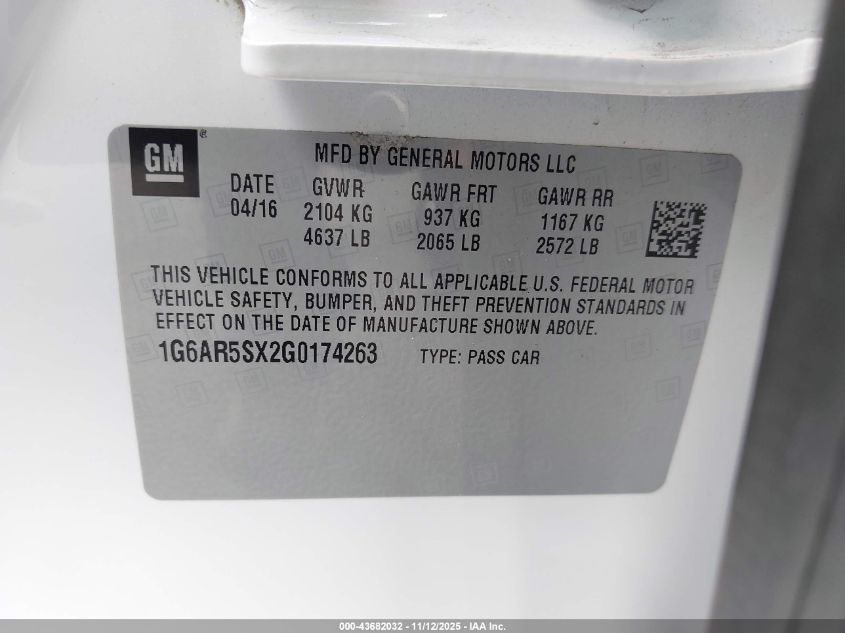 GM
MFD BY GENERAL MOTORS LLC
DATE GVWR GAWR FRT GAWR RR
04/16 2104 KG 937 KG 1167 KG
4637 LB 2065 LB 2572 LB
THIS VEHICLE CONFORMS TO ALL APPLICABLE U.S. FEDERAL MOTOR
VEHICLE SAFETY, BUMPER, AND THEFT PREVENTION STANDARDS IN
EFFECT ON THE DATE OF MANUFACTURE SHOWN ABOVE.
1G6AR5SX2G0174263 TYPE: PASS CAR
000-43682032 - 11/12/2025 - IAA Inc.